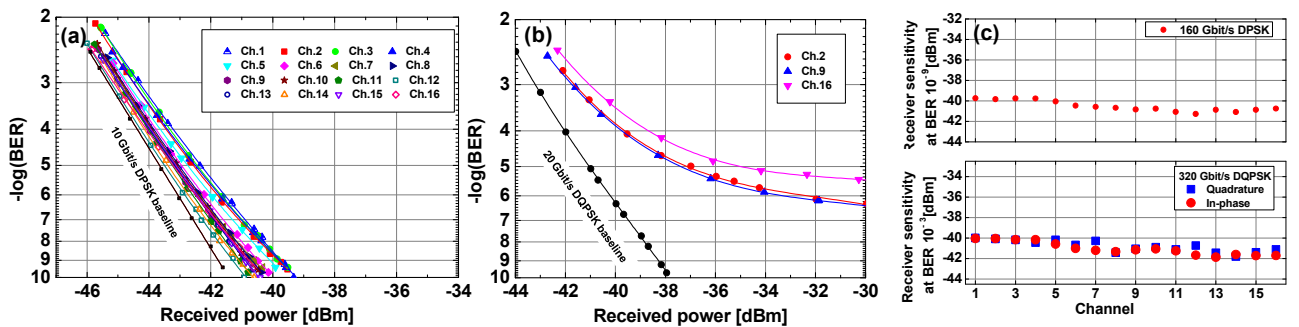 (a)
Ch.1 Ch.2 Ch.3 Ch.4
Ch.5 Ch.6 Ch.7 Ch.8
Ch.9 Ch.10 Ch.11 Ch.12
Ch.13 Ch.14 Ch.15 Ch.16
10 Gbit/s DPSK baseline
-log(BER)
2
3
4
5
6
7
8
9
10
-46 -44 -42 -40 -38 -36 -34
Received power [dBm]
(b)
Ch.2
Ch.9
Ch.16
20 Gbit/s DQPSK baseline
-log(BER)
2
3
4
5
6
7
8
9
10
-44 -42 -40 -38 -36 -34 -32 -30
Received power [dBm]
(c)
160 Gbit/s DPSK
Receiver sensitivity
at BER 10⁻⁹ [dBm]
-32
-34
-36
-38
-40
-42
-44
320 Gbit/s DQPSK
Quadrature
In-phase
Receiver sensitivity
at BER 10⁻³ [dBm]
-34
-36
-38
-40
-42
-44
1 3 5 7 9 11 13 15
Channel